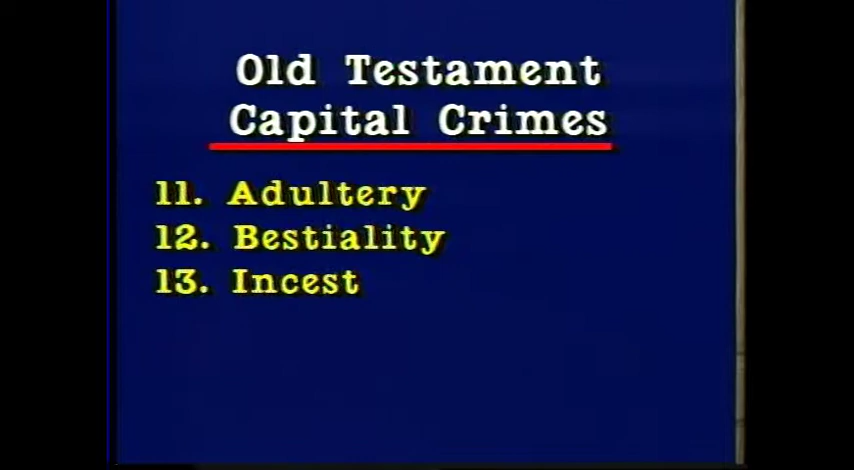 Old Testament
Capital Crimes
11. Adultery
12. Bestiality
13. Incest